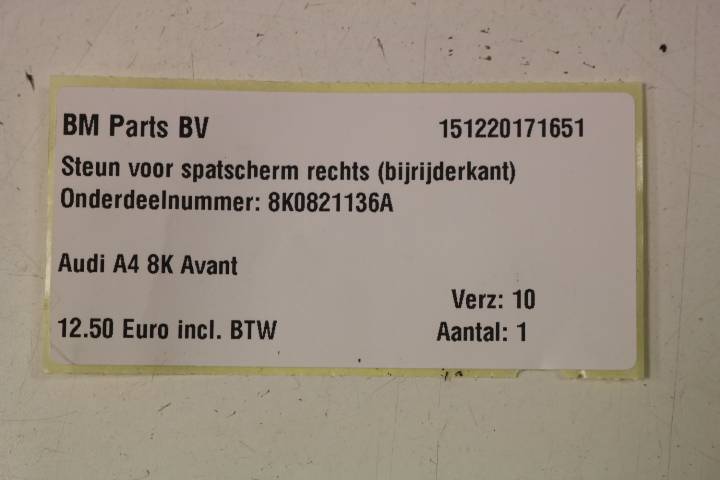 BM Parts BV 151220171651
Steun voor spatscherm rechts (bijrijderkant)
Onderdeelnummer: 8K0821136A
Audi A4 8K Avant
Verz: 10
12.50 Euro incl. BTW Aantal: 1